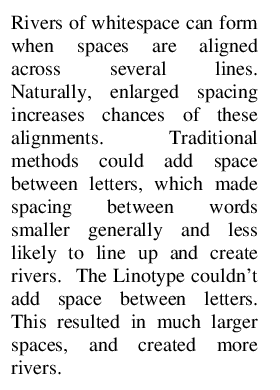 Rivers of whitespace can form
when spaces are aligned
across several lines.
Naturally, enlarged spacing
increases chances of these
alignments. Traditional
methods could add space
between letters, which made
spacing between words
smaller generally and less
likely to line up and create
rivers. The Linotype couldn’t
add space between letters.
This resulted in much larger
spaces, and created more
rivers.